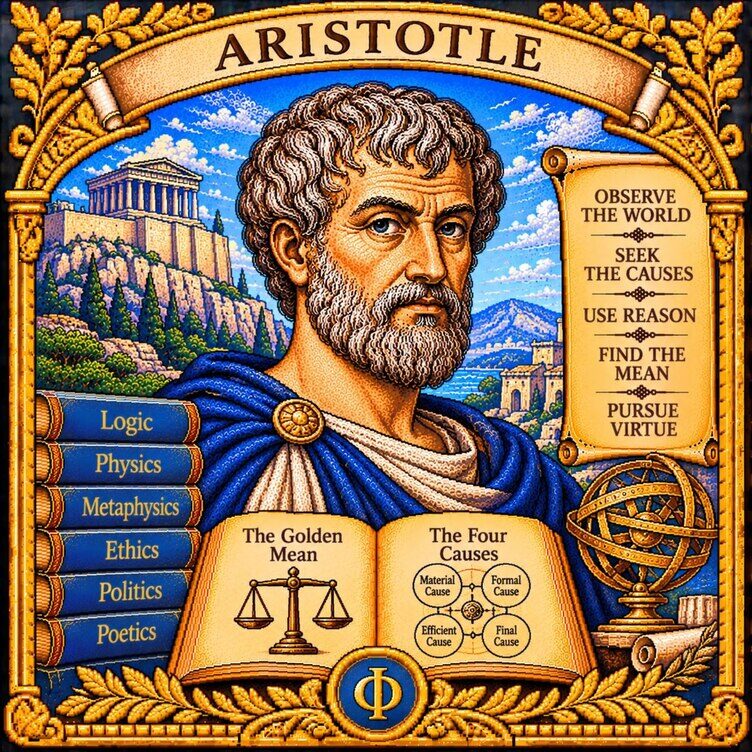 ARISTOTLE
OBSERVE
THE WORLD
SEEK
THE CAUSES
USE REASON
FIND THE
MEAN
PURSUE
VIRTUE
Logic
Physics
Metaphysics
Ethics
Politics
Poetics
The Golden
Mean
The Four
Causes
Material
Cause
Formal
Cause
Efficient
Cause
Final
Cause
Φ